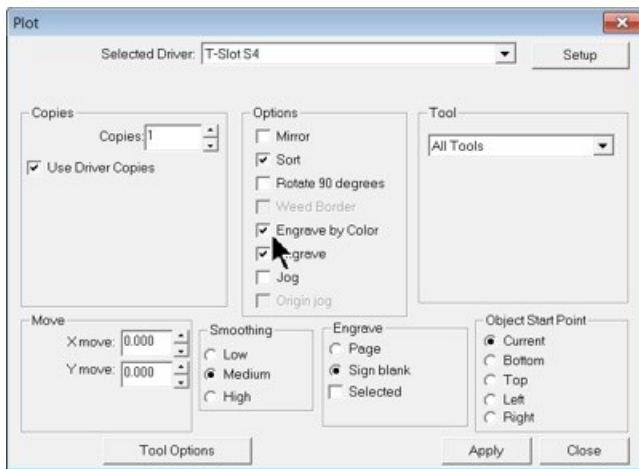 Plot
Selected Driver: T-Slot S4
Setup
Copies
Copies: 1
Use Driver Copies
Options
Mirror
Sort
Rotate 90 degrees
Weed Border
Engrave by Color
Jog
Origin jog
Tool
All Tools
Move
X move: 0.000
Y move: 0.000
Smoothing
Low
Medium
High
Engrave
Page
Sign blank
Selected
Object Start Point
Current
Bottom
Top
Left
Right
Tool Options
Apply
Close